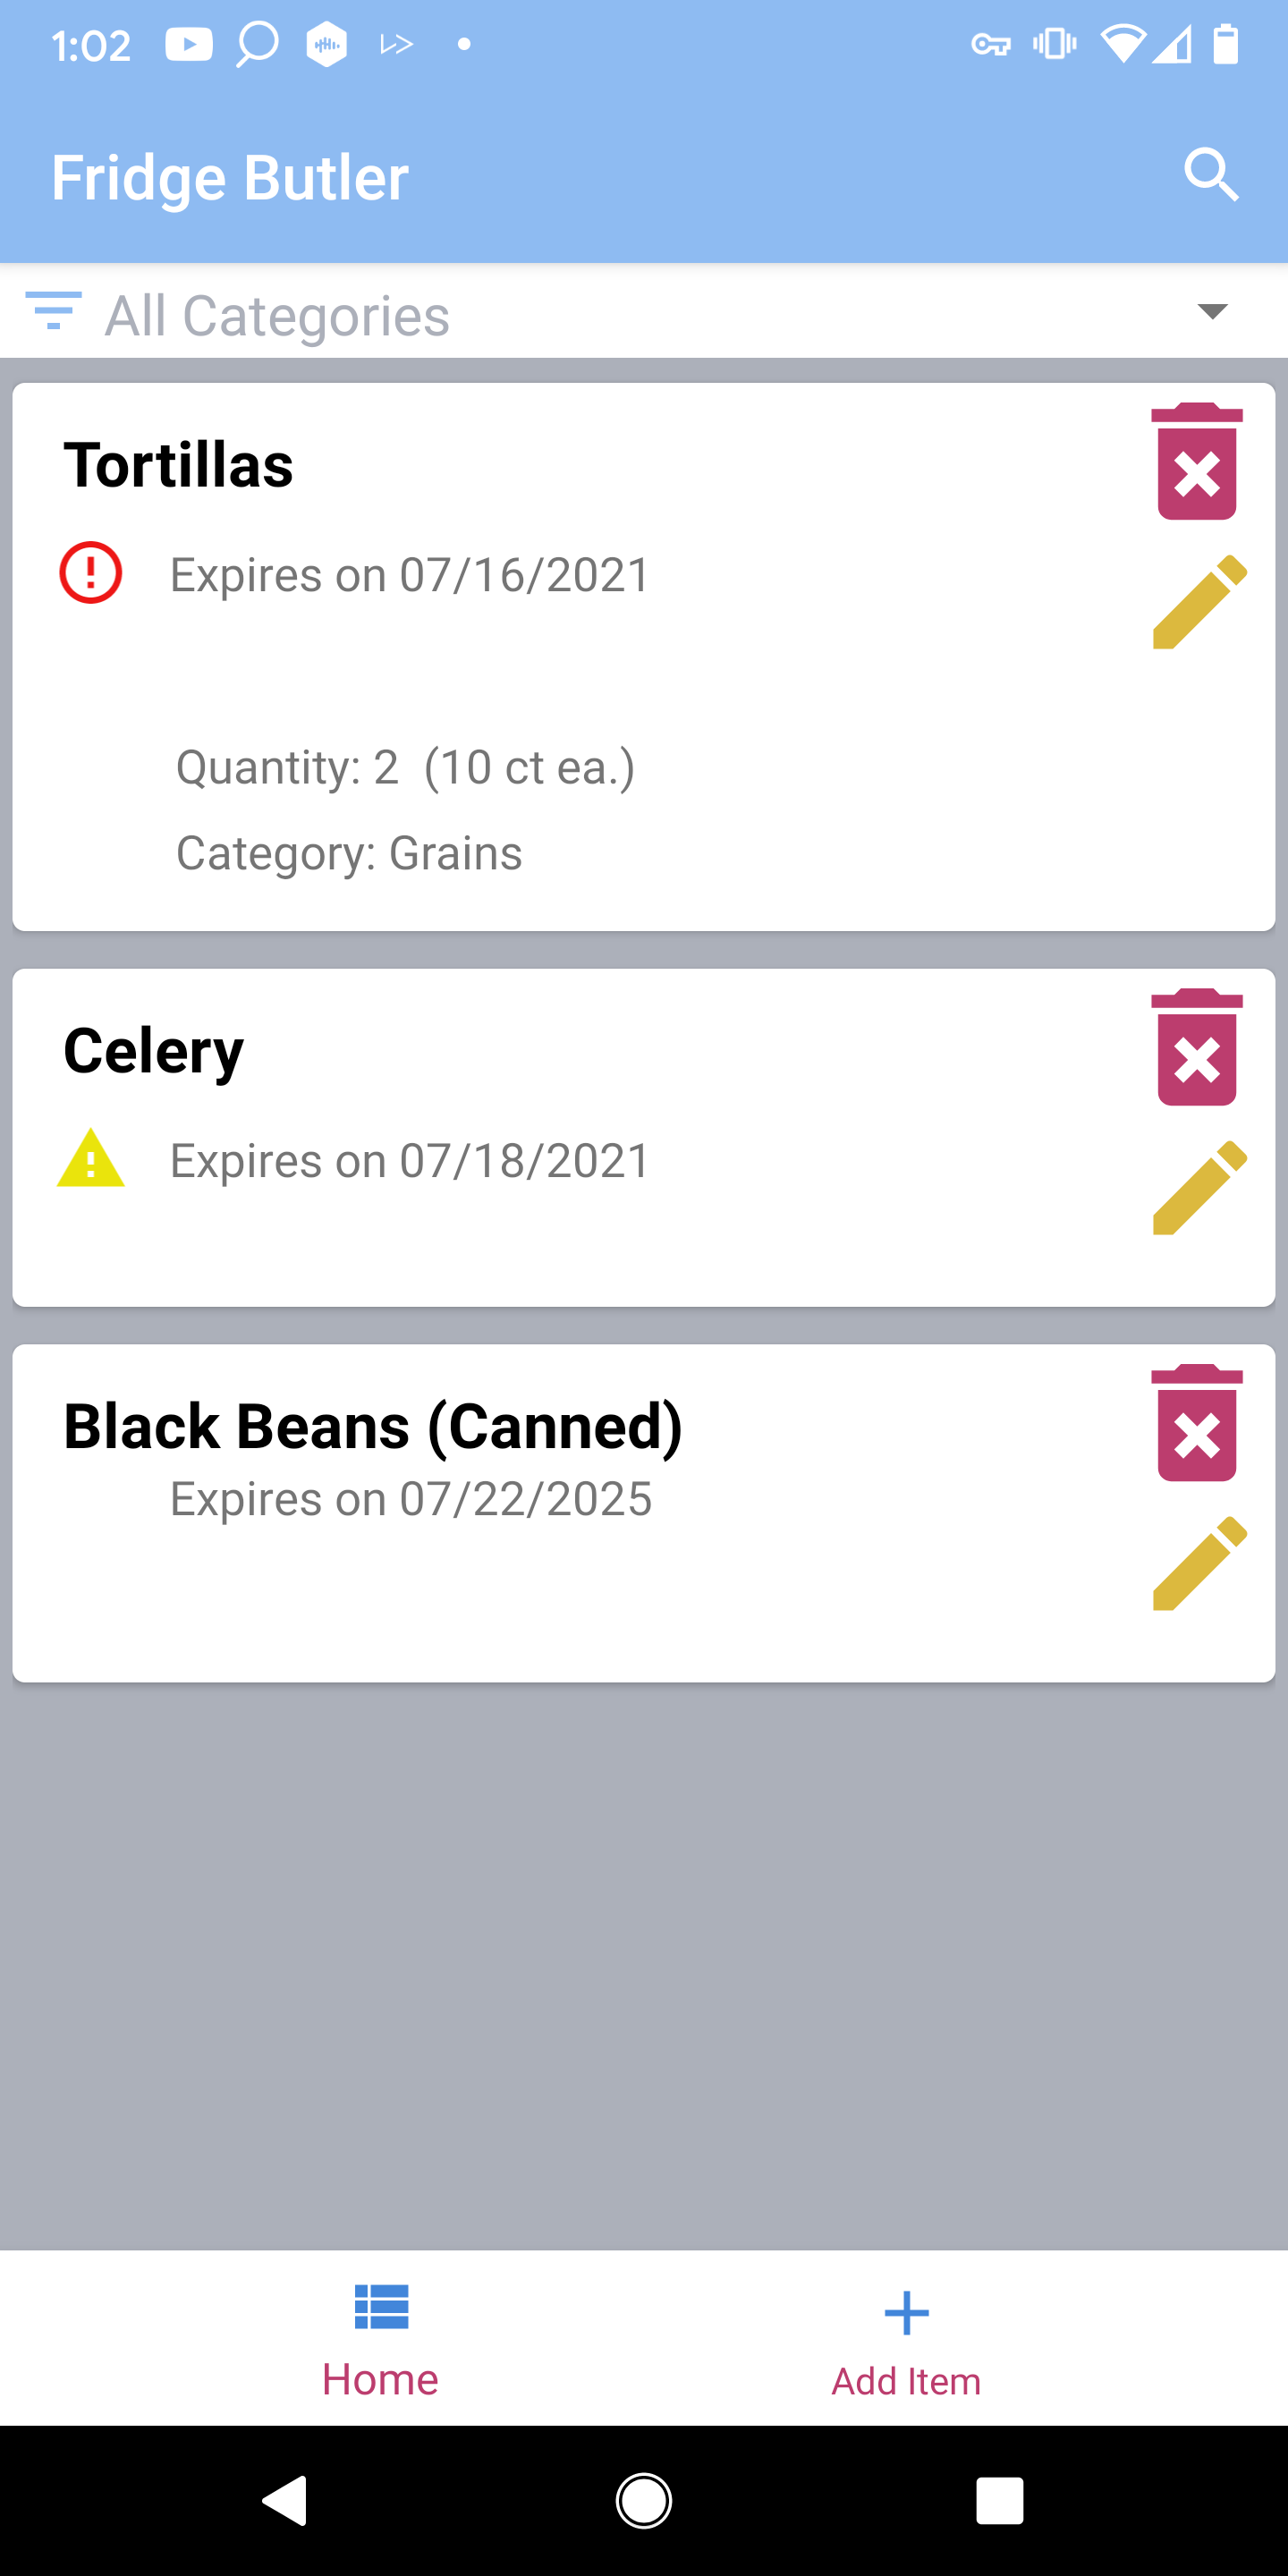 1:02
Fridge Butler
All Categories
Tortillas
Expires on 07/16/2021
Quantity: 2  (10 ct ea.)
Category: Grains
Celery
Expires on 07/18/2021
Black Beans (Canned)
Expires on 07/22/2025
Home
Add Item